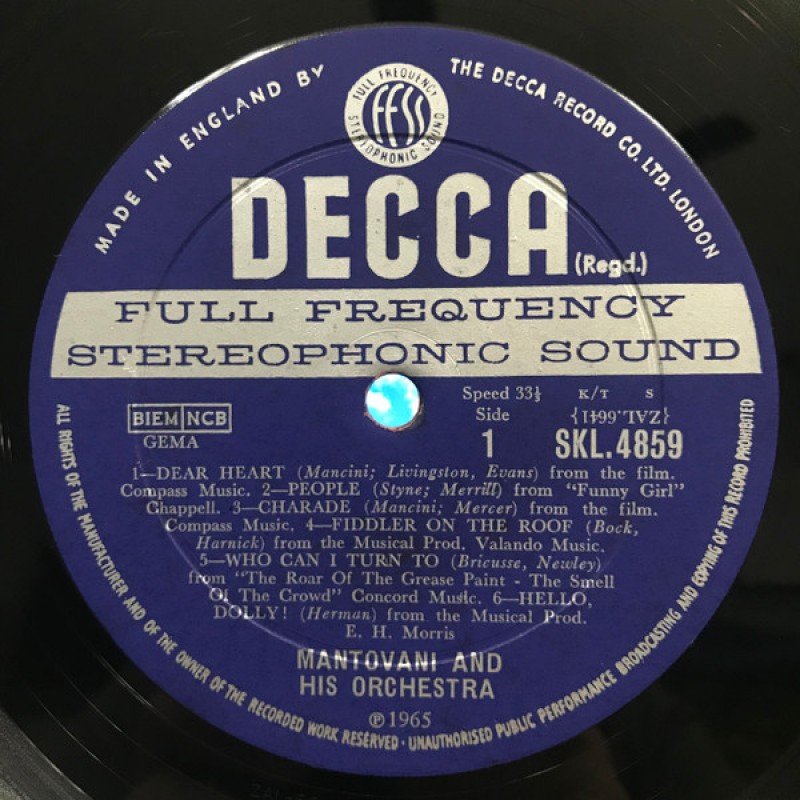 MADE IN ENGLAND BY THE DECCA RECORD CO. LTD. LONDON
FULL FREQUENCY
FFSS
STEREOPHONIC SOUND
DECCA (Regd.)
FULL FREQUENCY
STEREOPHONIC SOUND
Speed 33⅓ K/T S
BIEM NCB Side {ZAL'6641}
GEMA 1 SKL.4859
1—DEAR HEART (Mancini; Livingston, Evans) from the film.
Compass Music. 2—PEOPLE (Styne; Merrill) from "Funny Girl"
Chappell. 3—CHARADE (Mancini; Mercer) from the film.
Compass Music. 4—FIDDLER ON THE ROOF (Bock,
Harnick) from the Musical Prod. Valando Music.
5—WHO CAN I TURN TO (Bricusse, Newley)
from "The Roar Of The Grease Paint - The Smell
Of The Crowd" Concord Music. 6—HELLO,
DOLLY! (Herman) from the Musical Prod.
E. H. Morris
MANTOVANI AND
HIS ORCHESTRA
℗1965
ALL RIGHTS OF THE MANUFACTURER AND OF THE OWNER OF THE RECORDED WORK RESERVED · UNAUTHORISED PUBLIC PERFORMANCE BROADCASTING AND COPYING OF THIS RECORD PROHIBITED